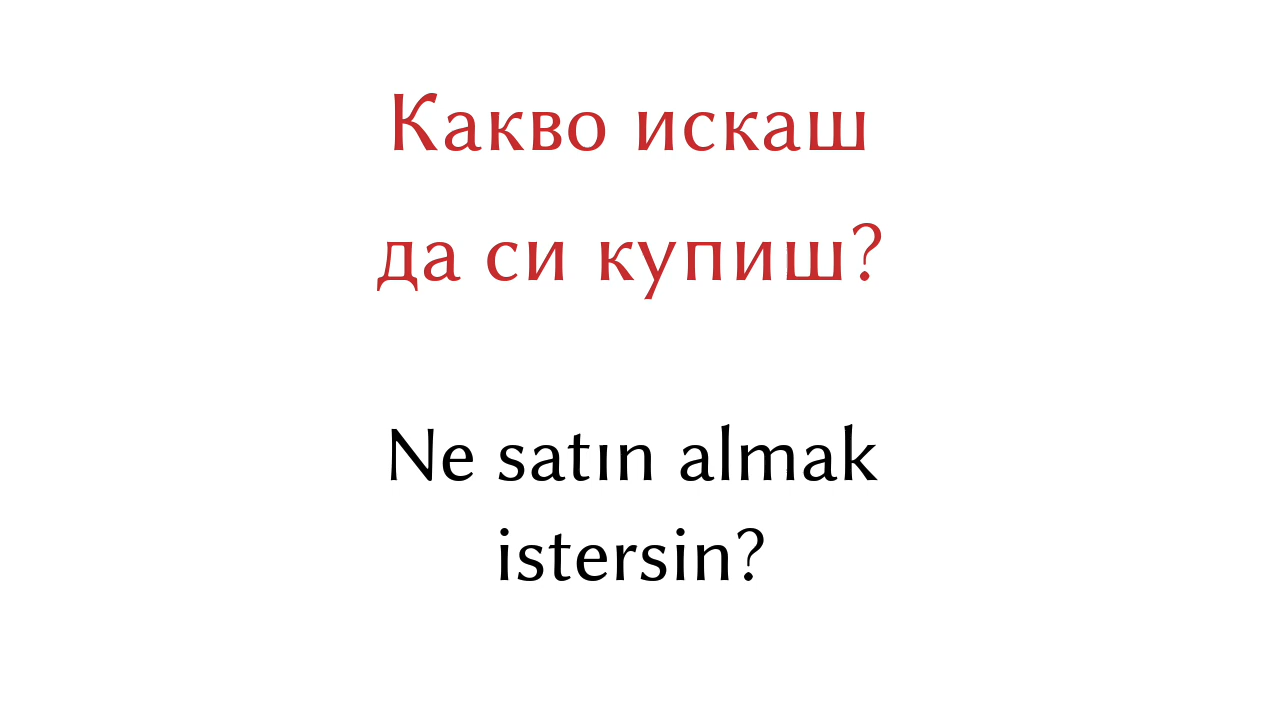 Какво искаш
да си купиш?
Ne satın almak
istersin?